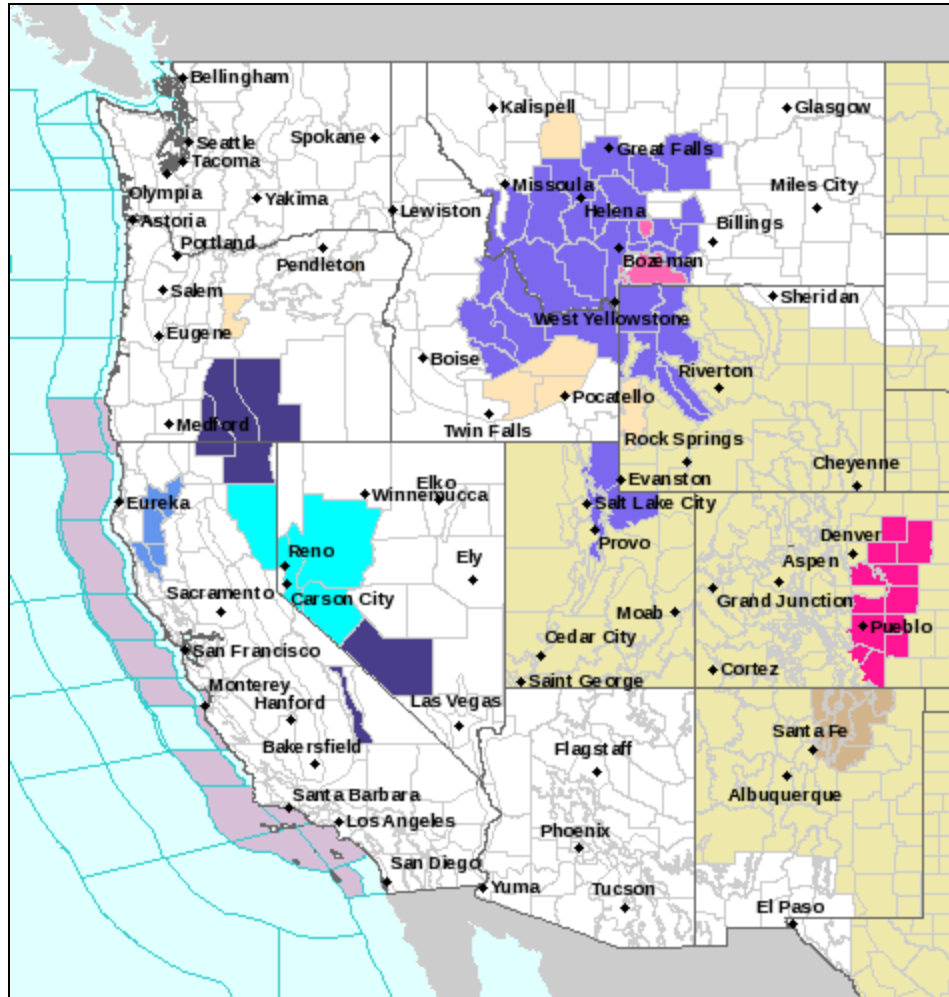 Bellingham
Kalispell
Glasgow
Spokane
Seattle
Great Falls
Tacoma
Missoula
Miles City
Olympia
Yakima
Helena
Lewiston
Astoria
Billings
Portland
Pendleton
Bozeman
Salem
Sheridan
West Yellowstone
Eugene
Boise
Riverton
Pocatello
Medford
Twin Falls
Rock Springs
Cheyenne
Evanston
Elko
Winnemucca
Eureka
Salt Lake City
Denver
Provo
Reno
Ely
Aspen
Sacramento
Carson City
Grand Junction
Moab
Pueblo
Cedar City
San Francisco
Cortez
Saint George
Monterey
Hanford
Las Vegas
Santa Fe
Bakersfield
Flagstaff
Albuquerque
Santa Barbara
Los Angeles
Phoenix
San Diego
Yuma
Tucson
El Paso